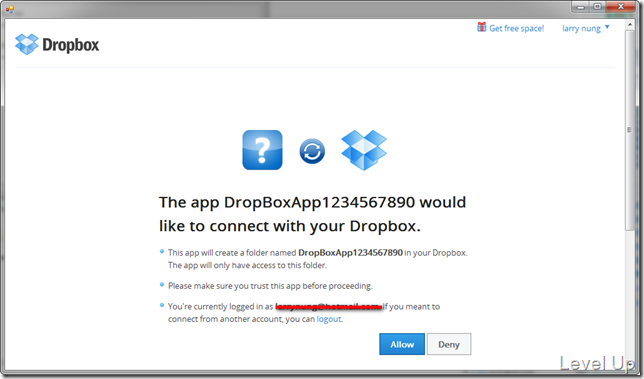 Get free space!
larry nung
Dropbox
?
The app DropBoxApp1234567890 would
like to connect with your Dropbox.
This app will create a folder named DropBoxApp1234567890 in your Dropbox.
The app will only have access to this folder.
Please make sure you trust this app before proceeding.
You're currently logged in as If you meant to
connect from another account, you can logout.
Allow
Deny
Level Up